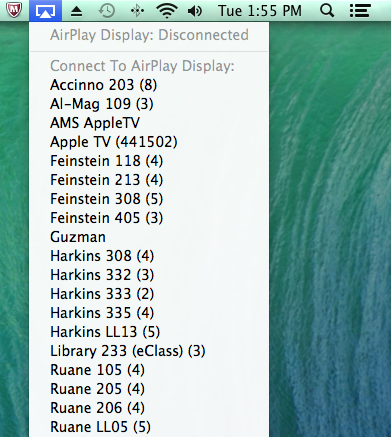 Tue 1:55 PM
AirPlay Display: Disconnected
Connect To AirPlay Display:
Accinno 203 (8)
Al-Mag 109 (3)
AMS AppleTV
Apple TV (441502)
Feinstein 118 (4)
Feinstein 213 (4)
Feinstein 308 (5)
Feinstein 405 (3)
Guzman
Harkins 308 (4)
Harkins 332 (3)
Harkins 333 (2)
Harkins 335 (4)
Harkins LL13 (5)
Library 233 (eClass) (3)
Ruane 105 (4)
Ruane 205 (4)
Ruane 206 (4)
Ruane LL05 (5)